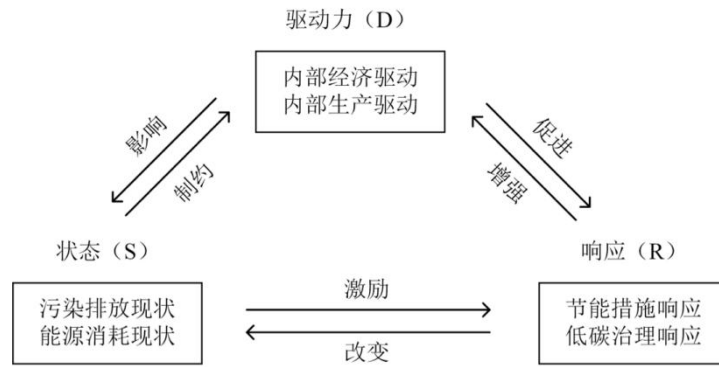 驱动力（D）
内部经济驱动
内部生产驱动
影响
制约
促进
增强
状态（S）
响应（R）
污染排放现状
能源消耗现状
激励
改变
节能措施响应
低碳治理响应